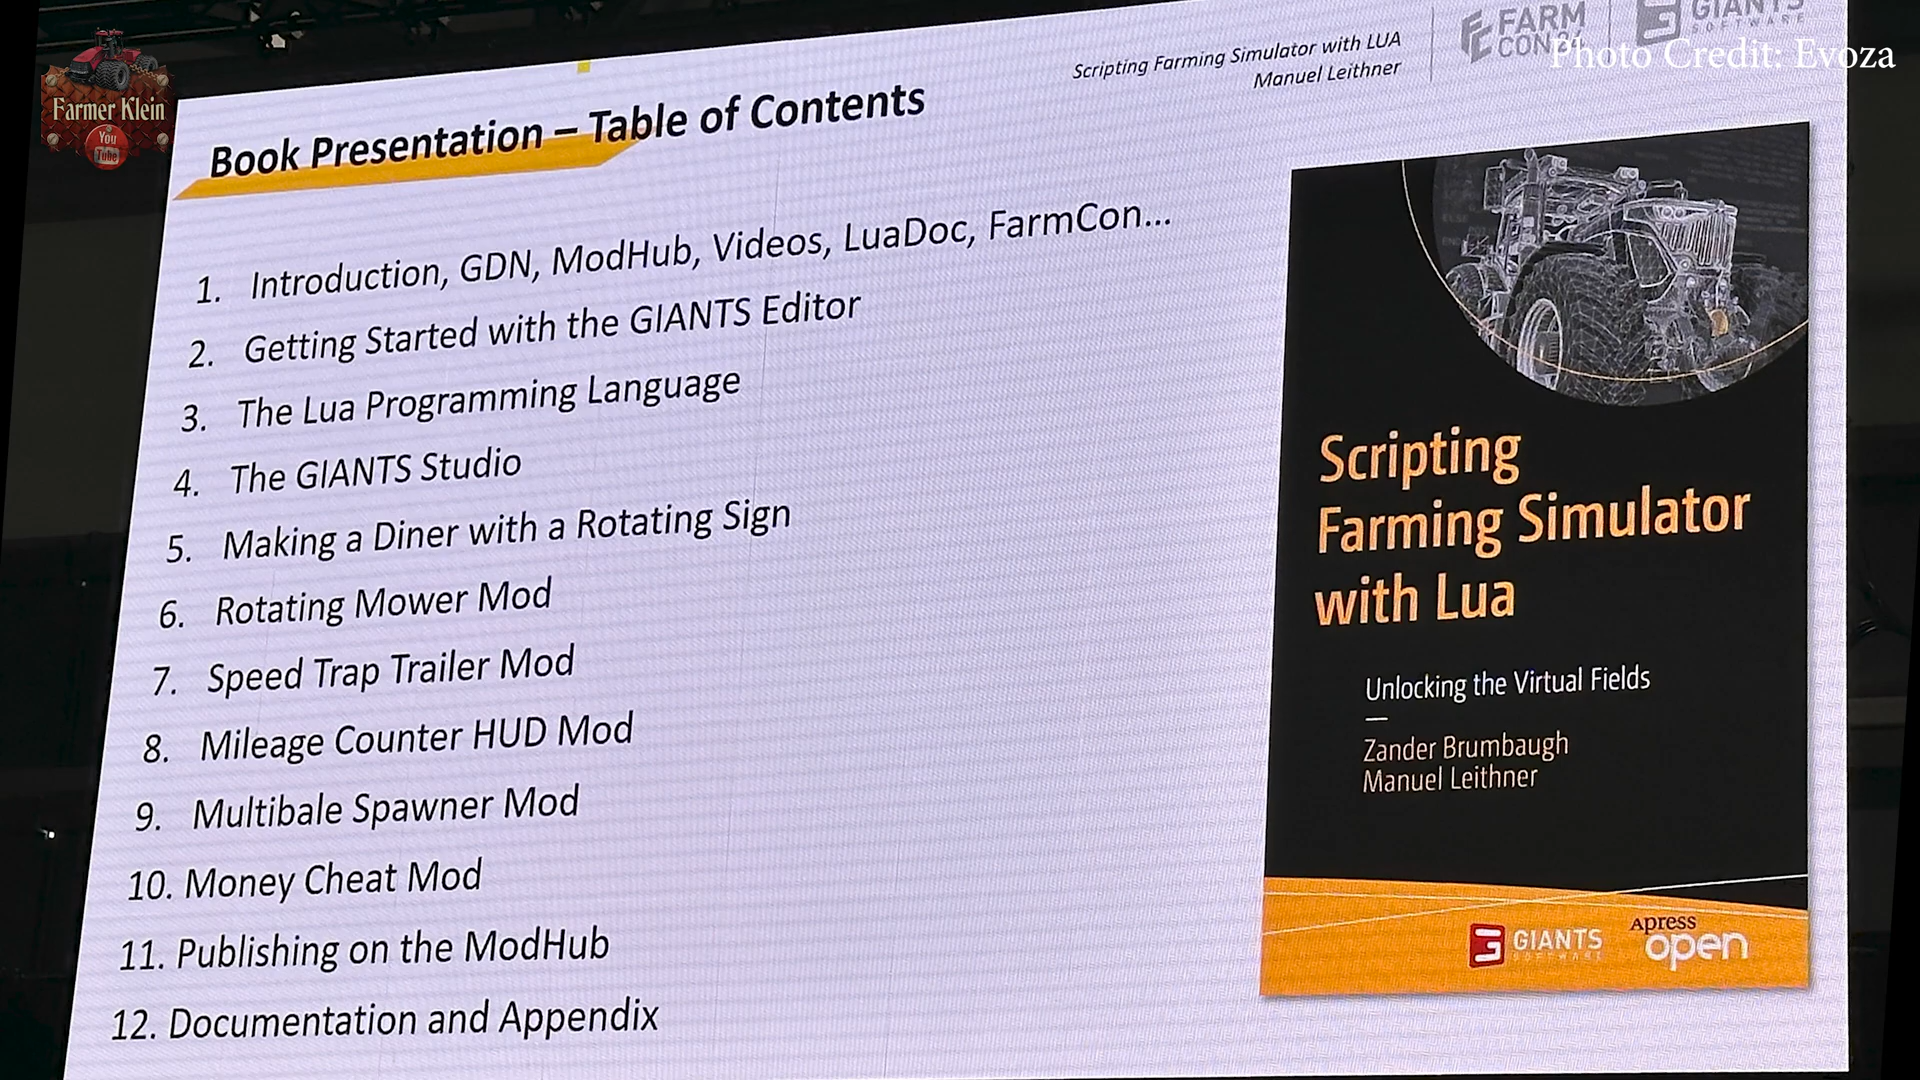 Farmer Klein
You
Tube
Scripting Farming Simulator with LUA
Manuel Leithner
FARM
CON
GIANTS
SOFTWARE
Photo Credit: Evoza
Book Presentation – Table of Contents
1. Introduction, GDN, ModHub, Videos, LuaDoc, FarmCon...
2. Getting Started with the GIANTS Editor
3. The Lua Programming Language
4. The GIANTS Studio
5. Making a Diner with a Rotating Sign
6. Rotating Mower Mod
7. Speed Trap Trailer Mod
8. Mileage Counter HUD Mod
9. Multibale Spawner Mod
10. Money Cheat Mod
11. Publishing on the ModHub
12. Documentation and Appendix
Scripting
Farming Simulator
with Lua
Unlocking the Virtual Fields
Zander Brumbaugh
Manuel Leithner
GIANTS
SOFTWARE
Apress
open